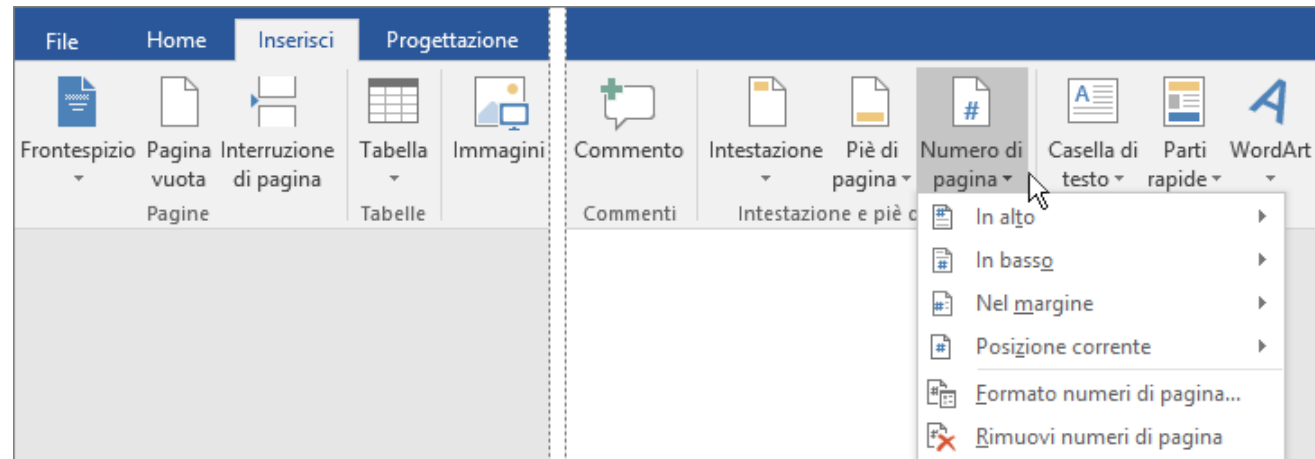 File Home Inserisci Progettazione
Frontespizio Pagina Interruzione Tabella Immagini Commento Intestazione Piè di Numero di Casella di Parti WordArt
vuota di pagina pagina pagina testo rapide
Pagine Tabelle Commenti Intestazione e piè
In alto
In basso
Nel margine
Posizione corrente
Formato numeri di pagina...
Rimuovi numeri di pagina